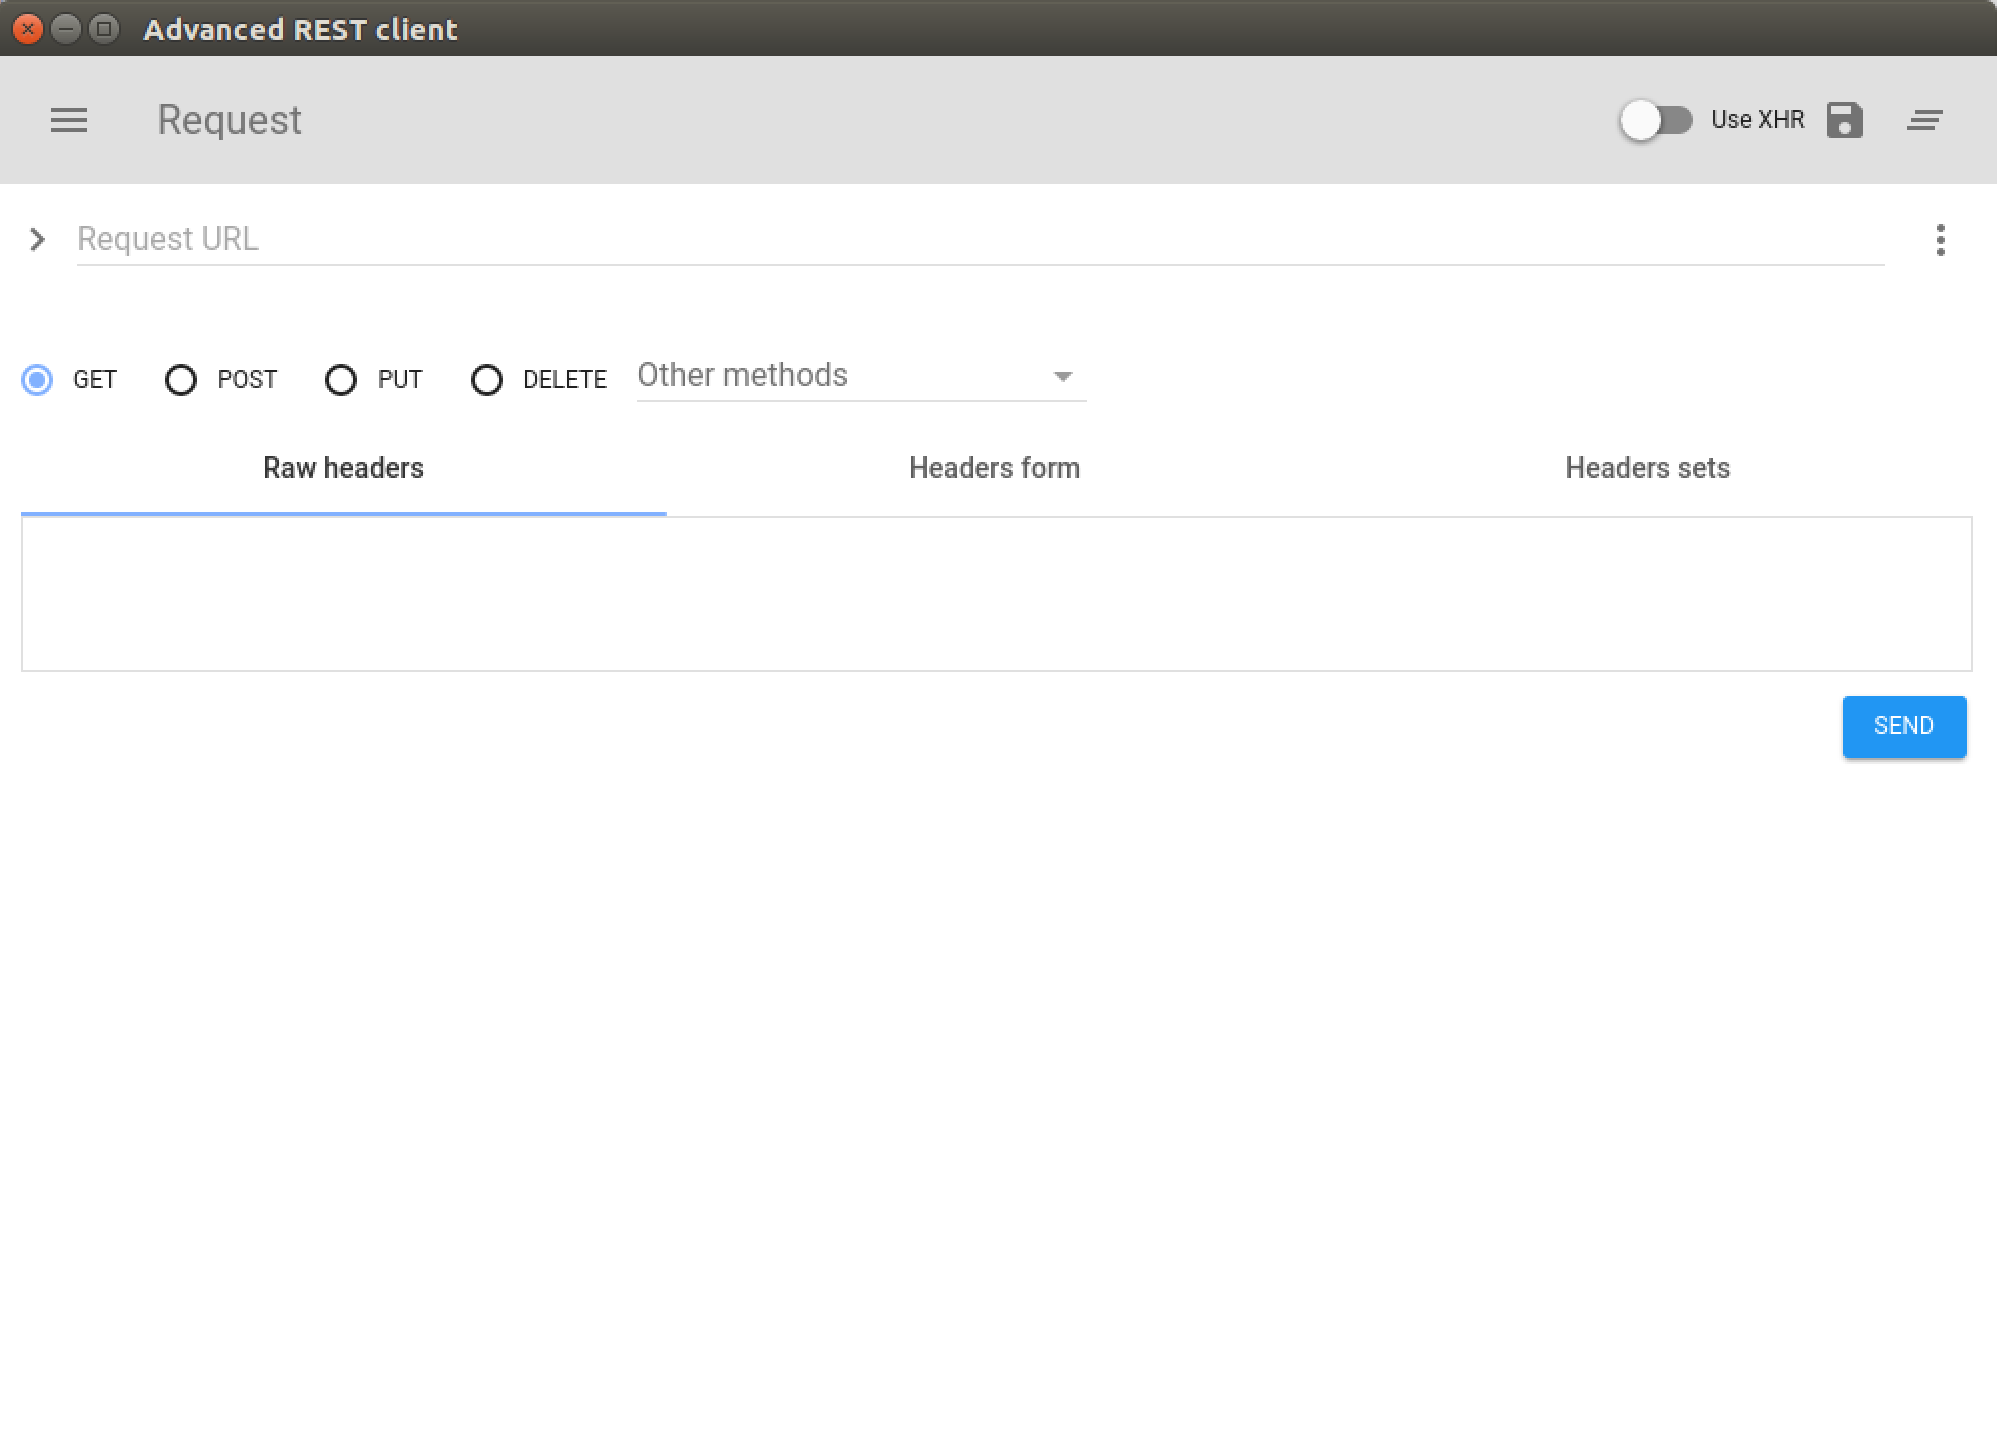 Advanced REST client
Request
Use XHR
Request URL
GET POST PUT DELETE Other methods
Raw headers Headers form Headers sets
SEND